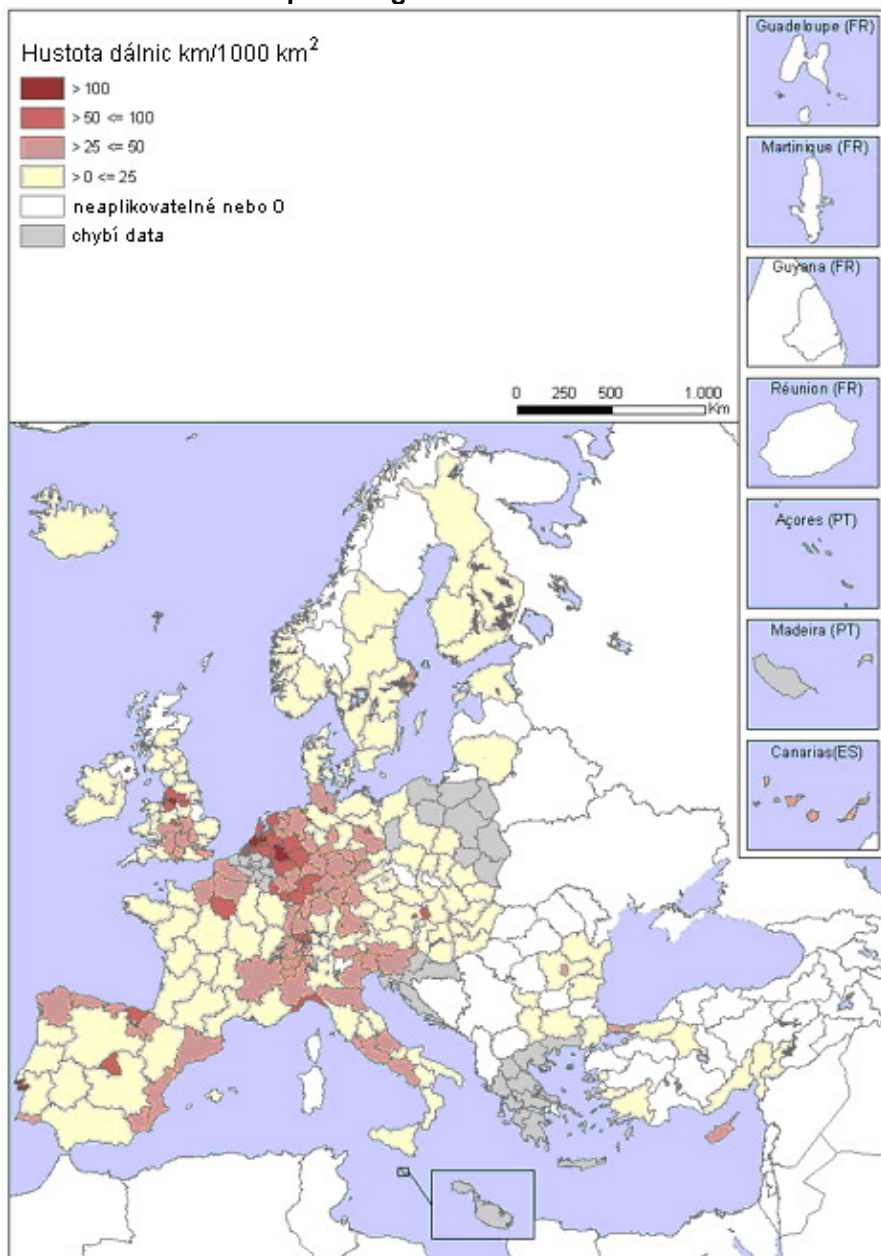 Hustota dálnic km/1000 km²
> 100
> 50 <= 100
> 25 <= 50
> 0 <= 25
neaplikovatelné nebo 0
chybí data
0 250 500 1.000
Km
Guadeloupe (FR)
Martinique (FR)
Guyana (FR)
Réunion (FR)
Açores (PT)
Madeira (PT)
Canarias(ES)